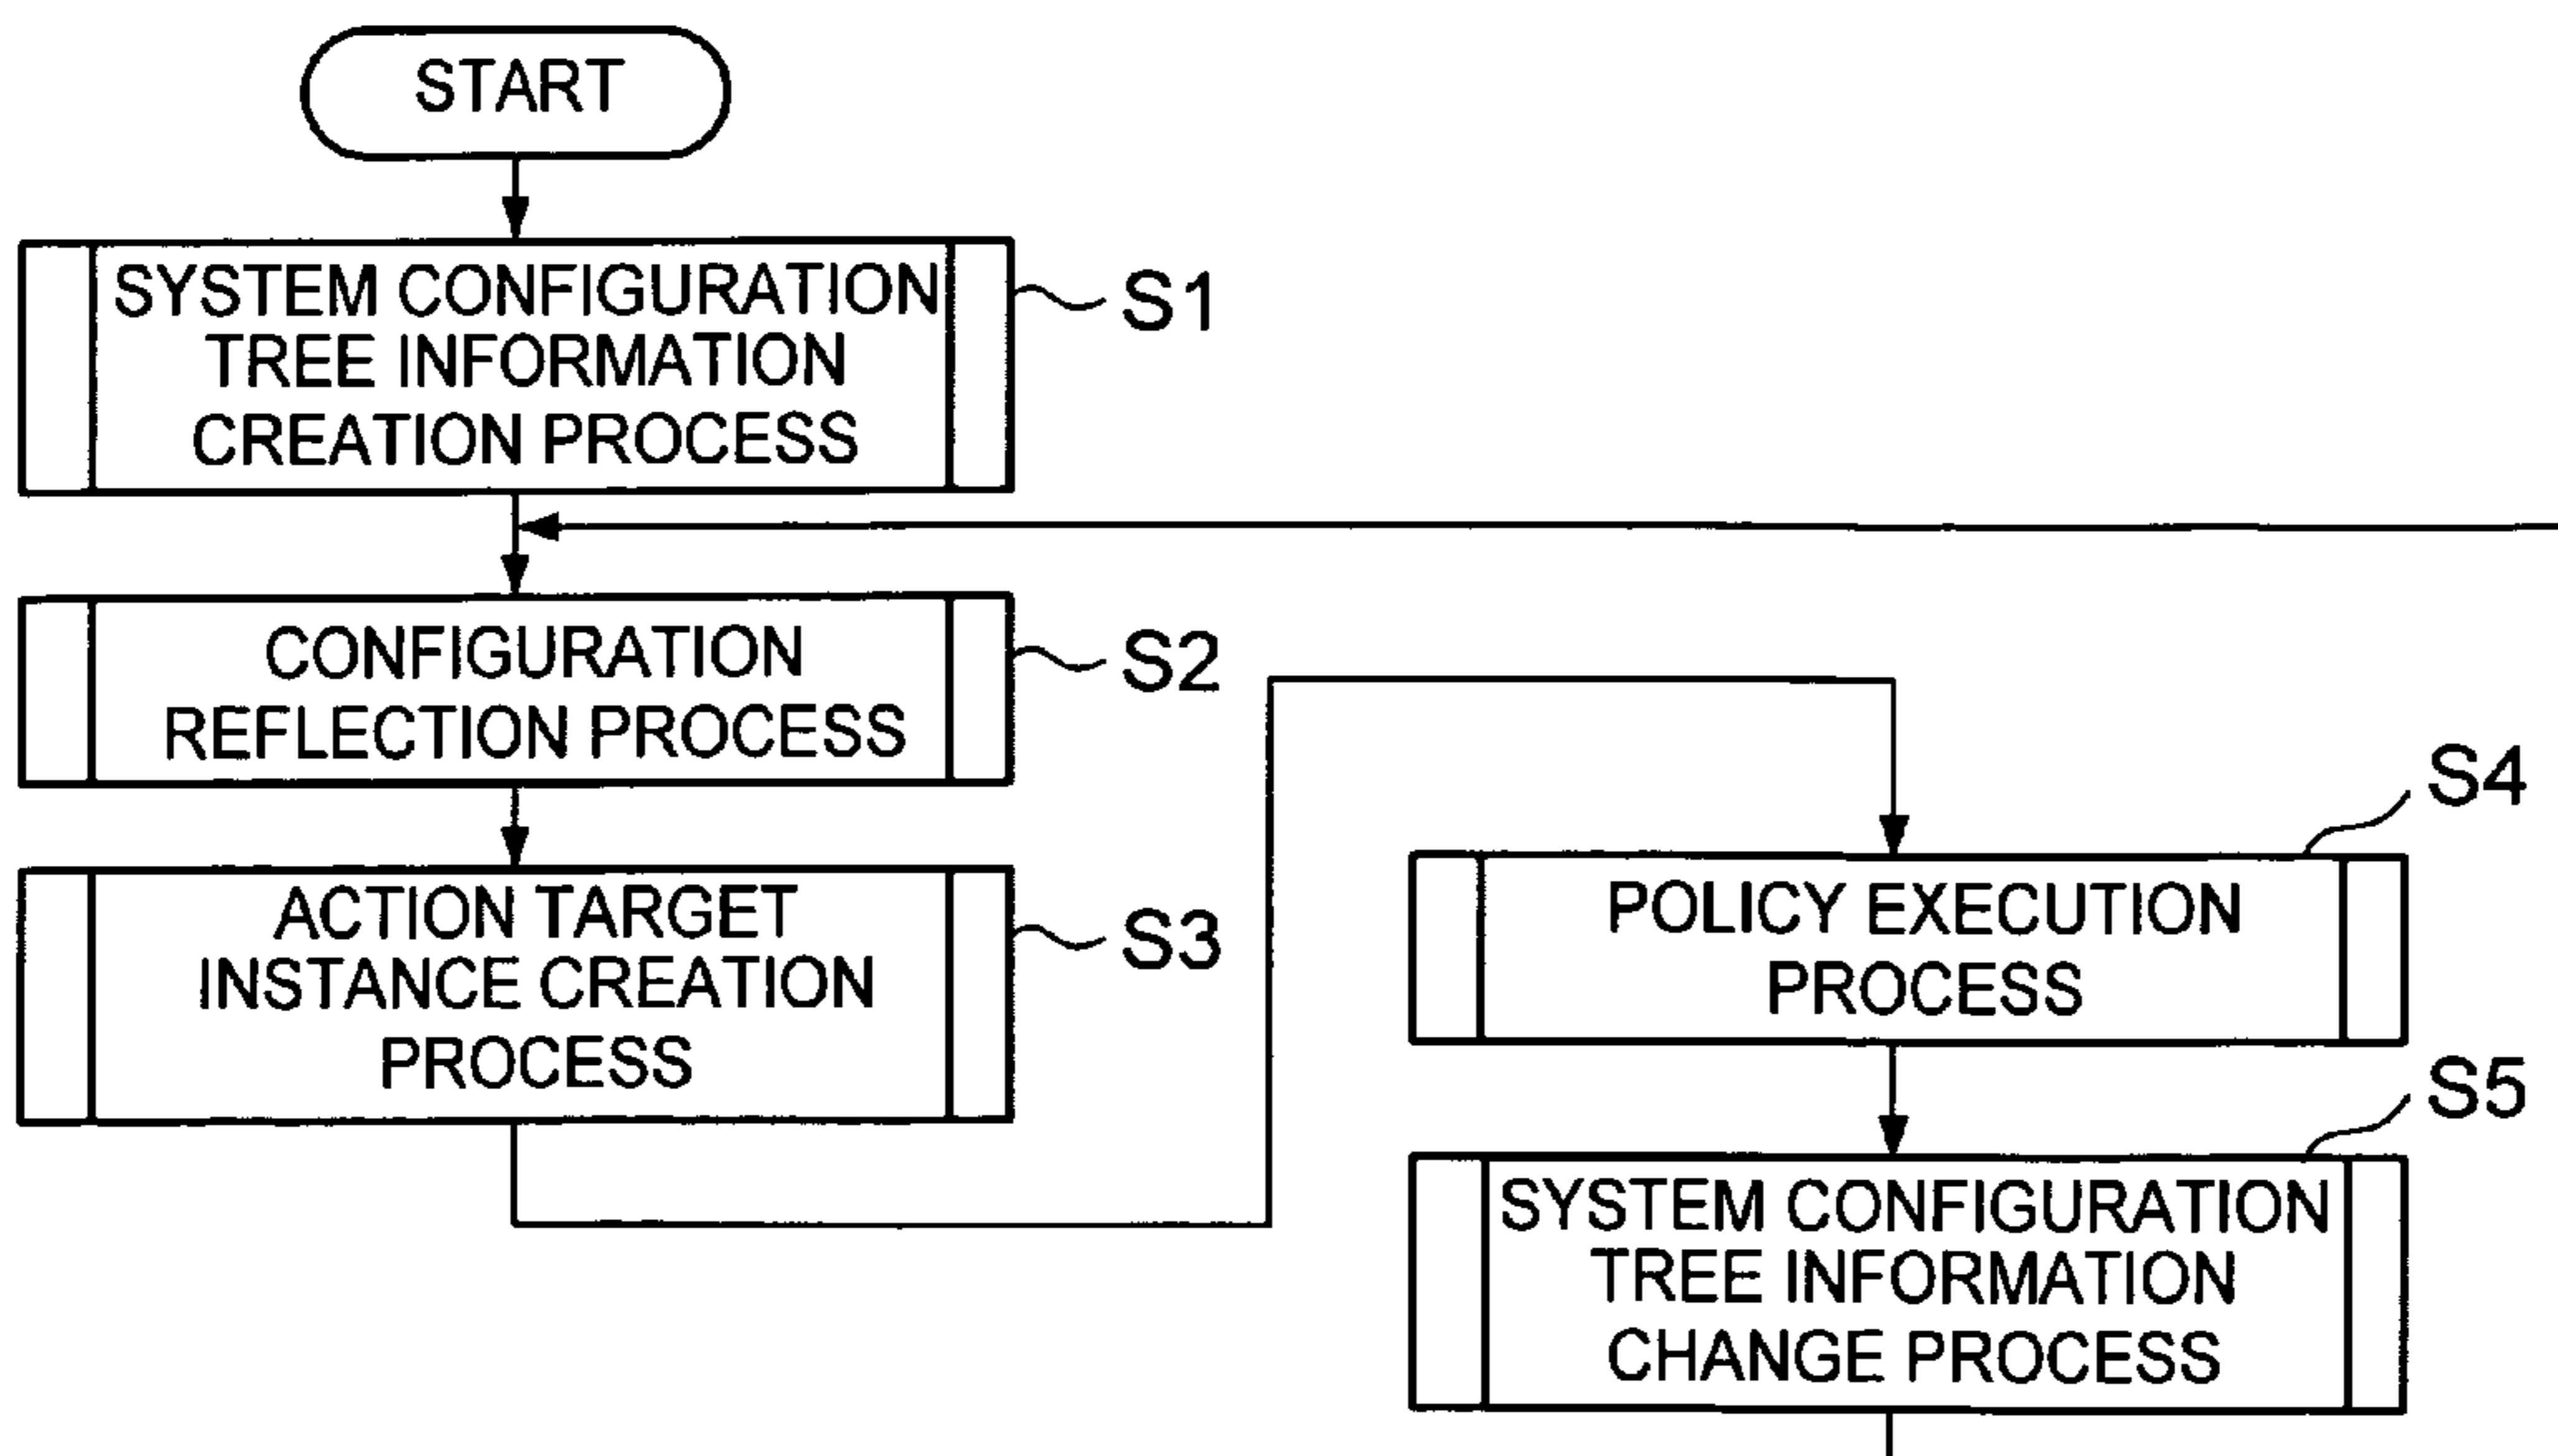 START
SYSTEM CONFIGURATION
TREE INFORMATION
CREATION PROCESS
S1
CONFIGURATION
REFLECTION PROCESS
S2
ACTION TARGET
INSTANCE CREATION
PROCESS
S3
POLICY EXECUTION
PROCESS
S4
SYSTEM CONFIGURATION
TREE INFORMATION
CHANGE PROCESS
S5